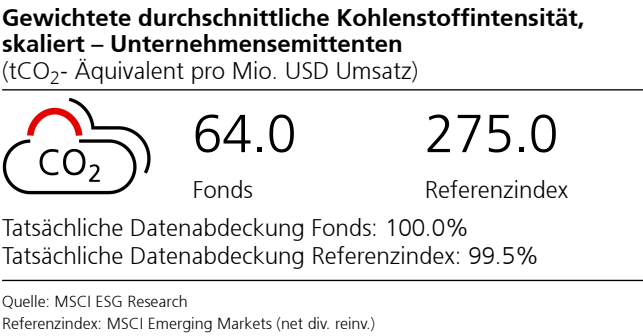 Gewichtete durchschnittliche Kohlenstoffintensität,
skaliert – Unternehmensemittenten
(tCO₂- Äquivalent pro Mio. USD Umsatz)
CO₂
64.0
275.0
Fonds
Referenzindex
Tatsächliche Datenabdeckung Fonds: 100.0%
Tatsächliche Datenabdeckung Referenzindex: 99.5%
Quelle: MSCI ESG Research
Referenzindex: MSCI Emerging Markets (net div. reinv.)